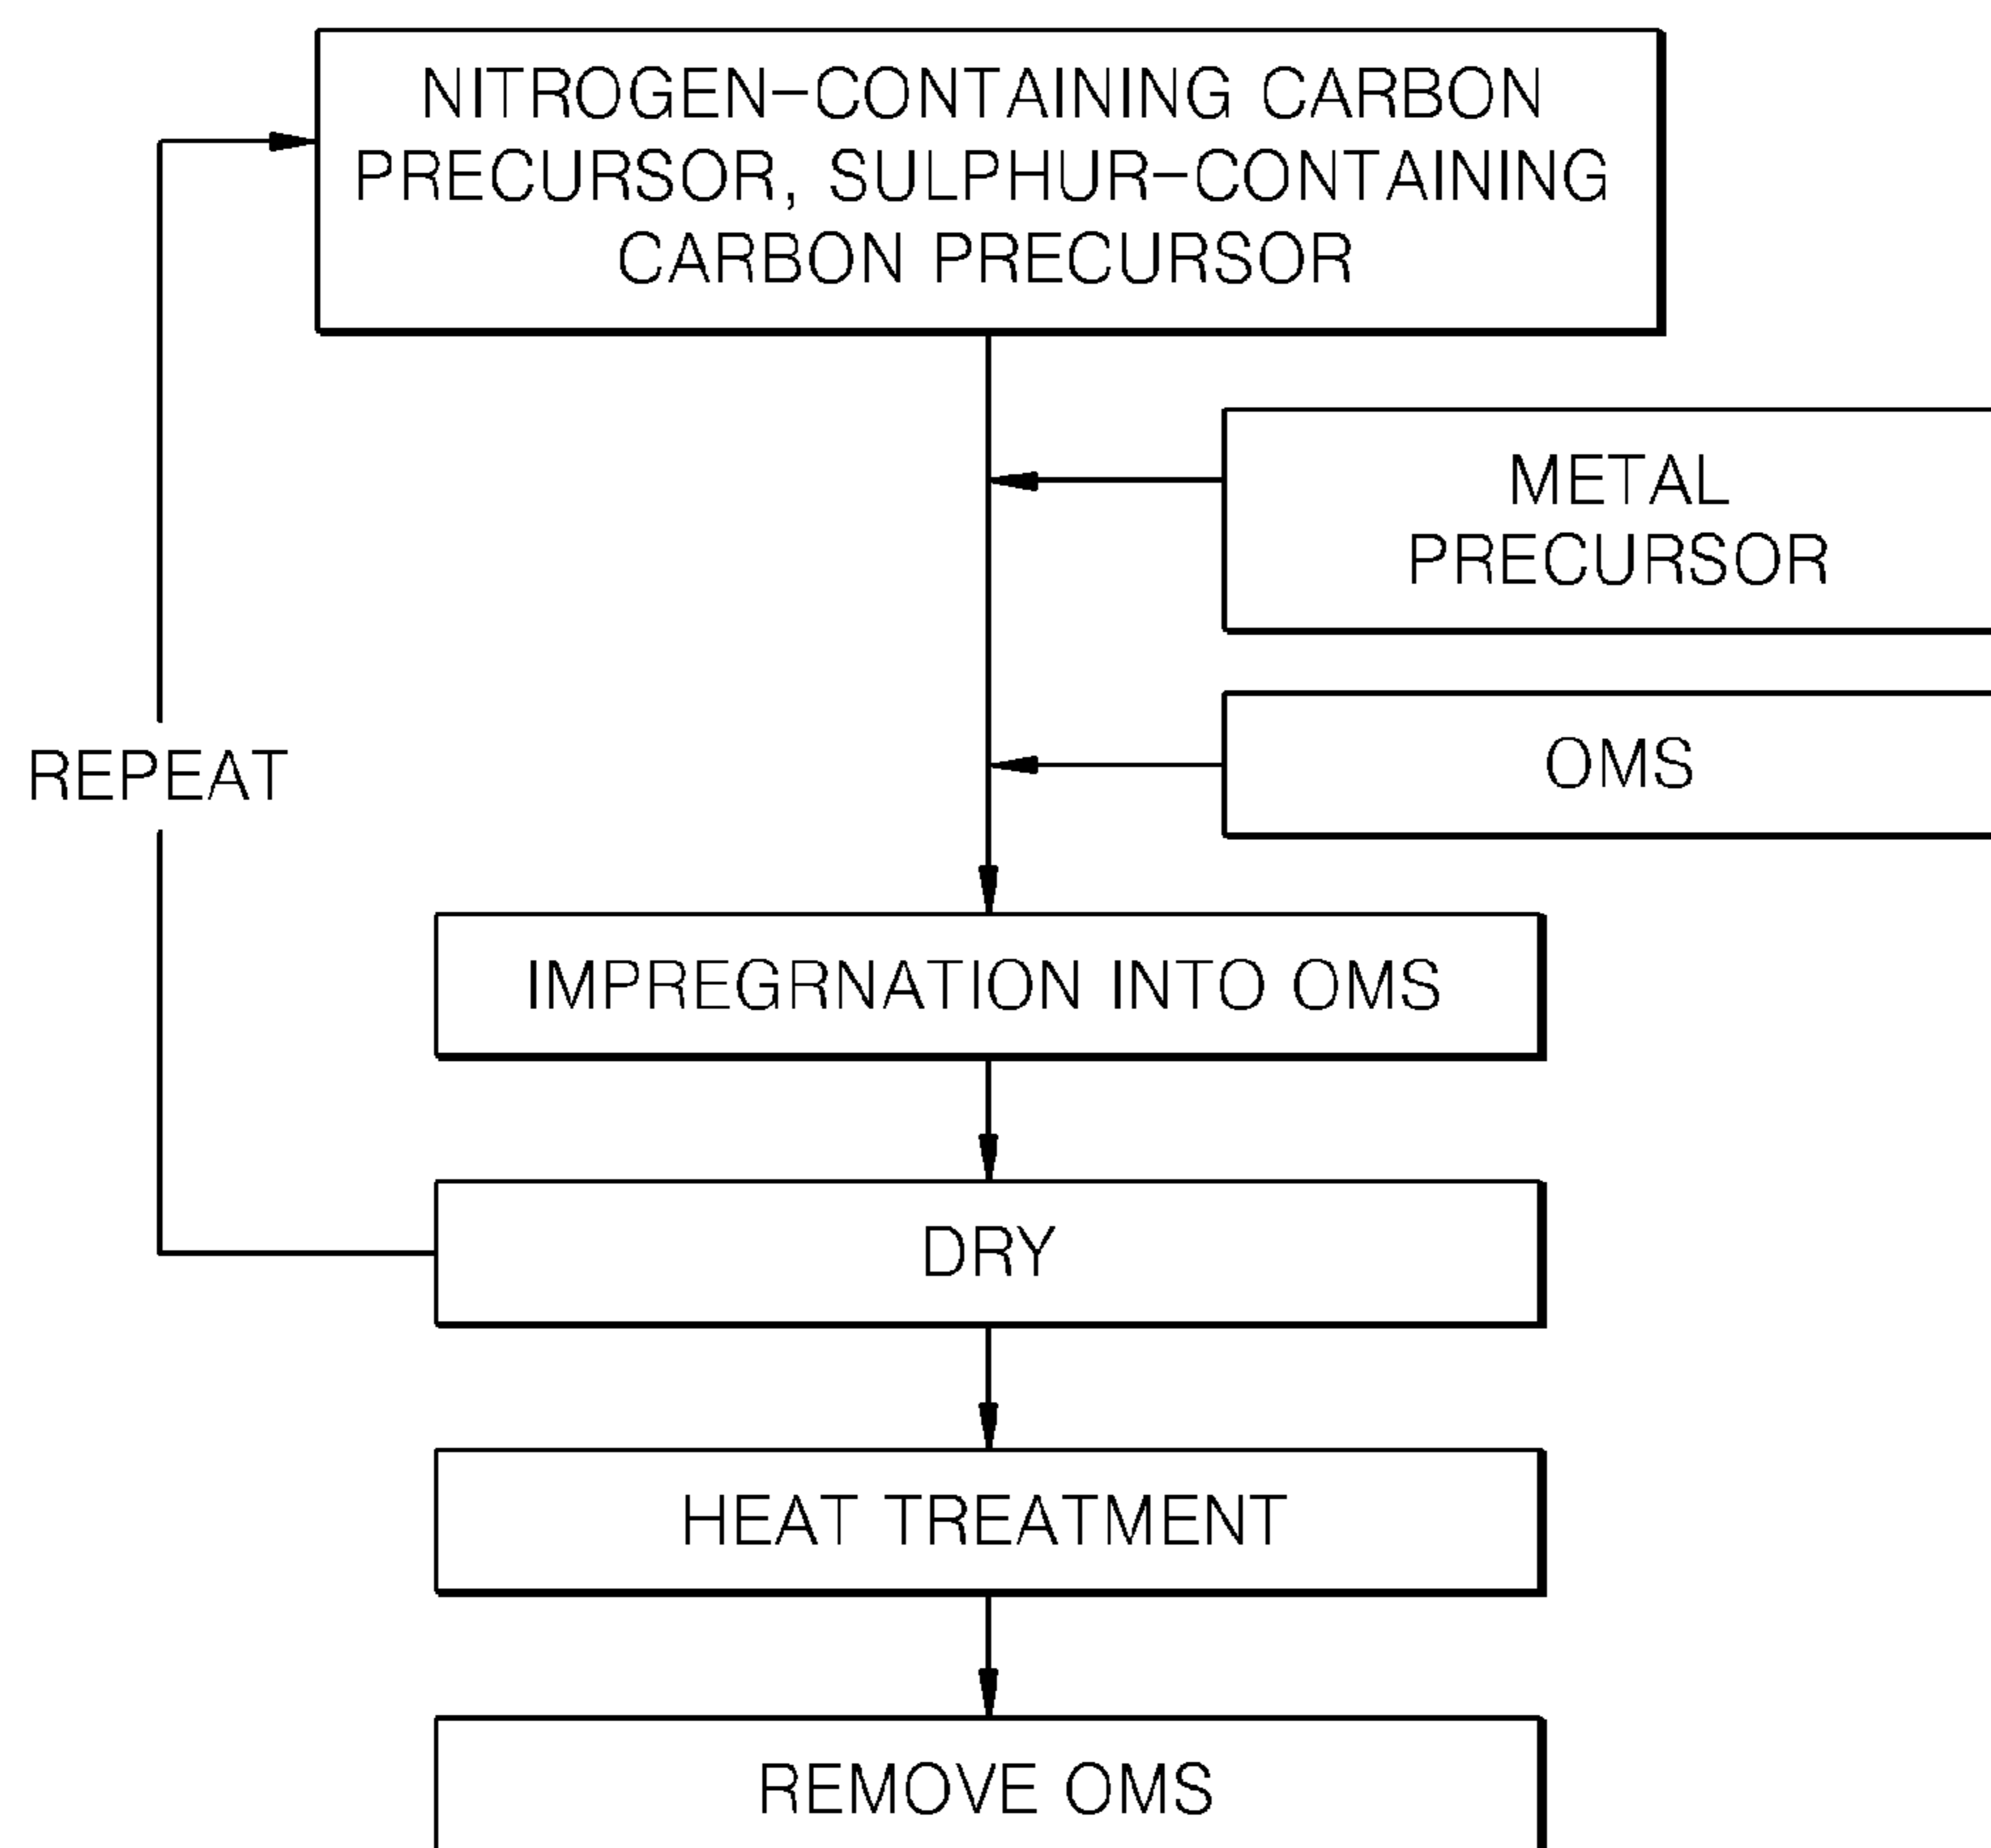 NITROGEN-CONTAINING CARBON
PRECURSOR, SULPHUR-CONTAINING
CARBON PRECURSOR
METAL
PRECURSOR
REPEAT
OMS
IMPREGRNATION INTO OMS
DRY
HEAT TREATMENT
REMOVE OMS